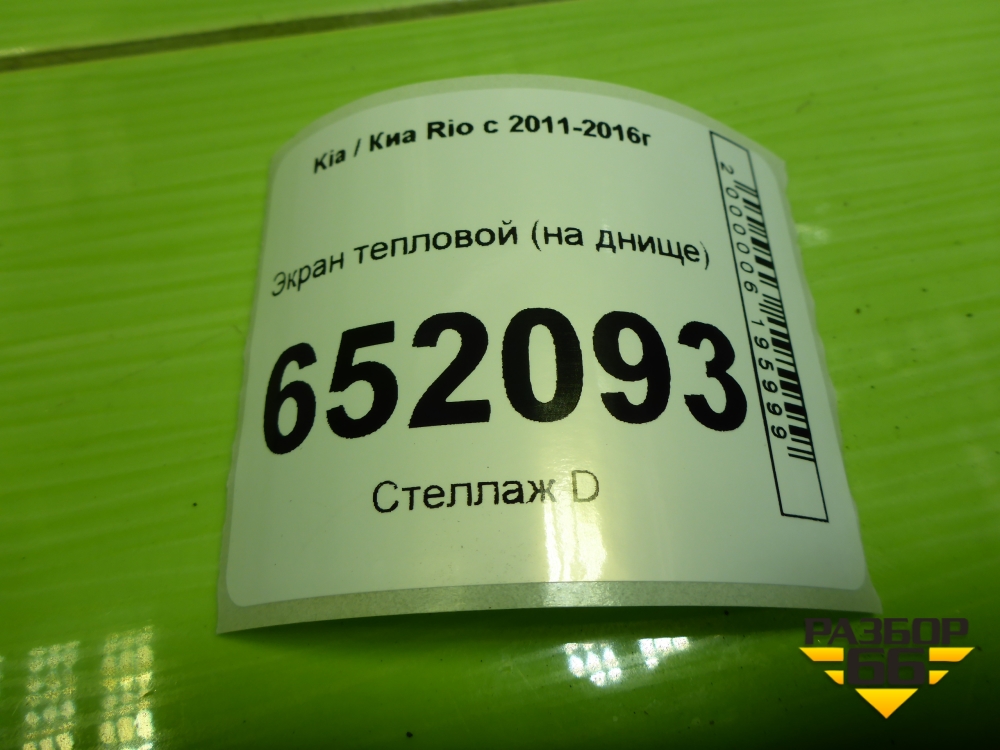 Kia / Киа Rio с 2011-2016г
Экран тепловой (на днище)
652093
Стеллаж D
2000006195999
РАЗБОР
66